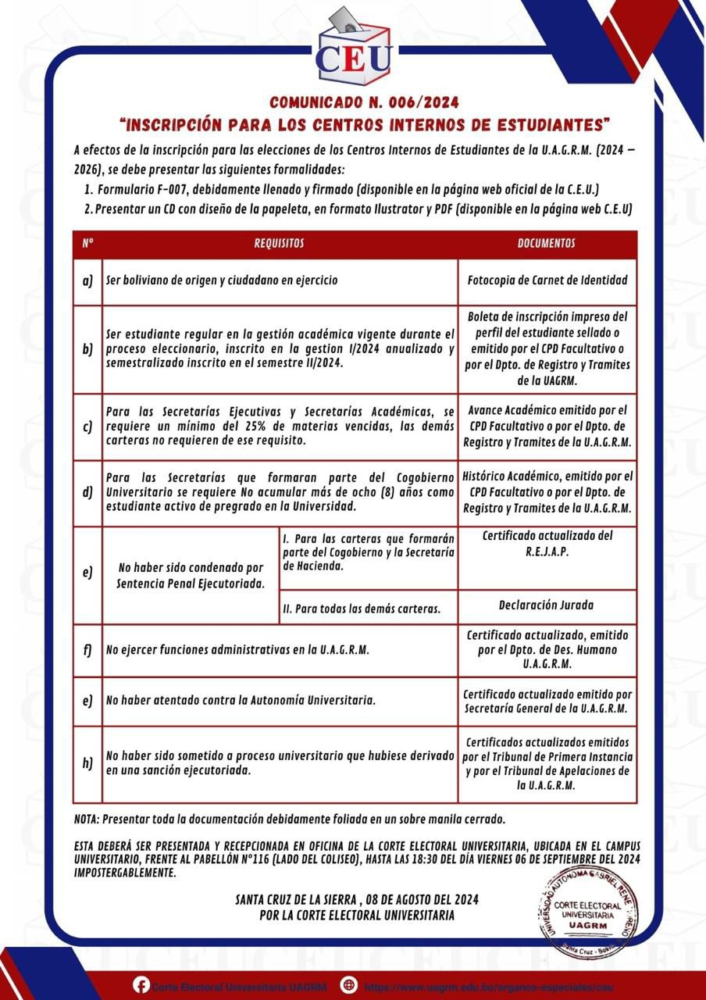 CEU
COMUNICADO N. 006/2024
“INSCRIPCIÓN PARA LOS CENTROS INTERNOS DE ESTUDIANTES”
A efectos de la inscripción para las elecciones de los Centros Internos de Estudiantes de la U.A.G.R.M. (2024 –
2026), se debe presentar las siguientes formalidades:
1. Formulario F-007, debidamente llenado y firmado (disponible en la página web oficial de la C.E.U.)
2. Presentar un CD con diseño de la papeleta, en formato Ilustrator y PDF (disponible en la página web C.E.U)
Nº REQUISITOS DOCUMENTOS
a) Ser boliviano de origen y ciudadano en ejercicio Fotocopia de Carnet de Identidad
b) Ser estudiante regular en la gestión académica vigente durante el
proceso eleccionario, inscrito en la gestion I/2024 anualizado y
semestralizado inscrito en el semestre II/2024.
Boleta de inscripción impreso del
perfil del estudiante sellado o
emitido por el CPD Facultativo o
por el Dpto. de Registro y Tramites
de la UAGRM.
c) Para las Secretarías Ejecutivas y Secretarías Académicas, se
requiere un mínimo del 25% de materias vencidas, las demás
carteras no requieren de ese requisito.
Avance Académico emitido por el
CPD Facultativo o por el Dpto. de
Registro y Tramites de la U.A.G.R.M.
d) Para las Secretarías que formaran parte del Cogobierno
Universitario se requiere No acumular más de ocho (8) años como
estudiante activo de pregrado en la Universidad.
Histórico Académico, emitido por el
CPD Facultativo o por el Dpto. de
Registro y Tramites de la U.A.G.R.M.
e) No haber sido condenado por
Sentencia Penal Ejecutoriada.
I. Para las carteras que formarán
parte del Cogobierno y la Secretaría
de Hacienda.
Certificado actualizado del
R.E.J.A.P.
II. Para todas las demás carteras. Declaración Jurada
f) No ejercer funciones administrativas en la U.A.G.R.M.
Certificado actualizado, emitido
por el Dpto. de Des. Humano
U.A.G.R.M.
e) No haber atentado contra la Autonomía Universitaria.
Certificado actualizado emitido por
Secretaría General de la U.A.G.R.M.
h) No haber sido sometido a proceso universitario que hubiese derivado
en una sanción ejecutoriada.
Certificados actualizados emitidos
por el Tribunal de Primera Instancia
y por el Tribunal de Apelaciones de
la U.A.G.R.M.
NOTA: Presentar toda la documentación debidamente foliada en un sobre manila cerrado.
ESTA DEBERÁ SER PRESENTADA Y RECEPCIONADA EN OFICINA DE LA CORTE ELECTORAL UNIVERSITARIA, UBICADA EN EL CAMPUS
UNIVERSITARIO, FRENTE AL PABELLÓN N°116 (LADO DEL COLISEO), HASTA LAS 18:30 DEL DÍA VIERNES 06 DE SEPTIEMBRE DEL 2024
IMPOSTERGABLEMENTE.
SANTA CRUZ DE LA SIERRA , 08 DE AGOSTO DEL 2024
POR LA CORTE ELECTORAL UNIVERSITARIA
UNIVERSIDAD AUTONOMA GABRIEL RENE MORENO
CORTE ELECTORAL
UNIVERSITARIA
UAGRM
Santa Cruz - Bolivia
Corte Electoral Universitaria UAGRM https://www.uagrm.edu.bo/organos-especiales/ceu